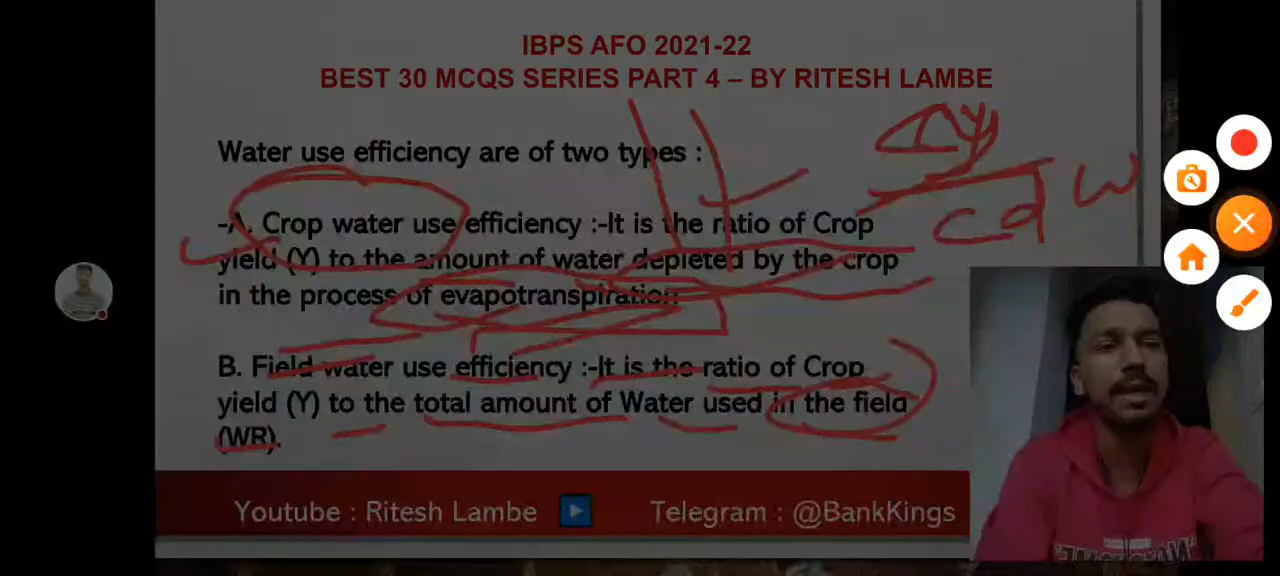 IBPS AFO 2021-22
BEST 30 MCQS SERIES PART 4 – BY RITESH LAMBE
Water use efficiency are of two types :
-A. Crop water use efficiency :-It is the ratio of Crop
yield (Y) to the amount of water depleted by the crop
in the process of evapotranspiration
B. Field water use efficiency :-It is the ratio of Crop
yield (Y) to the total amount of Water used in the field
(WR).
Youtube : Ritesh Lambe
Telegram : @BankKings